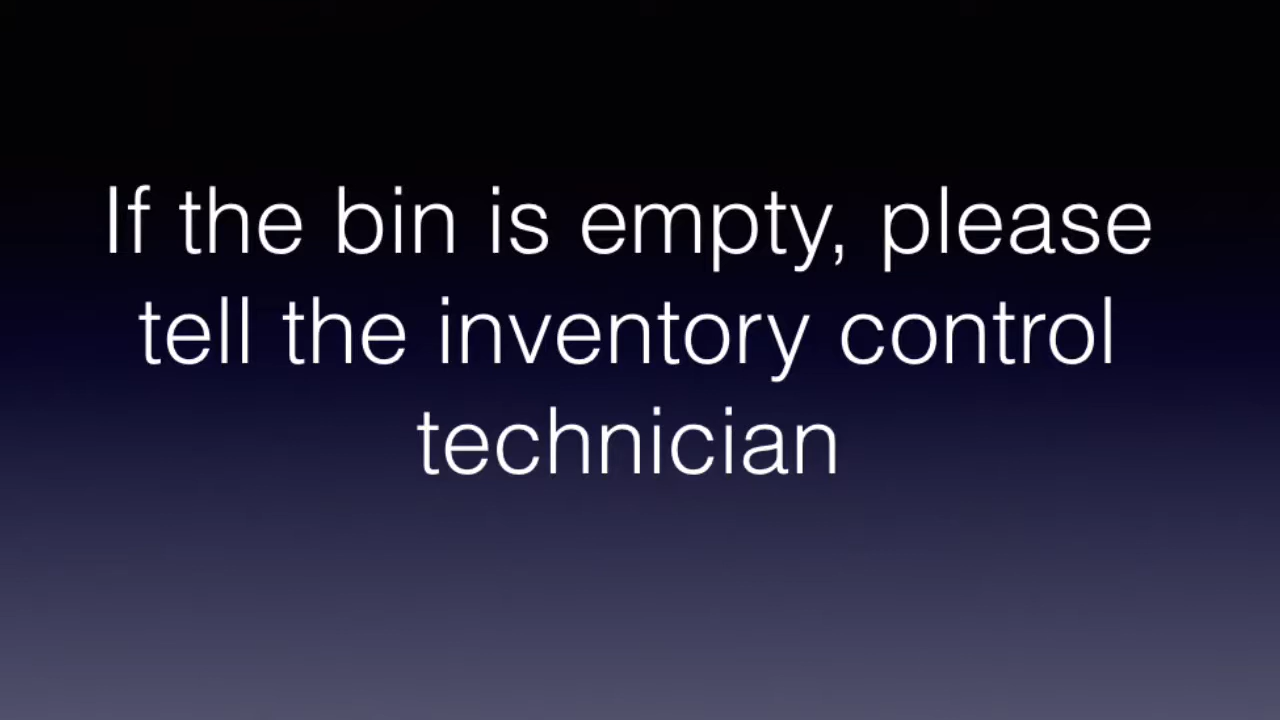 If the bin is empty, please
tell the inventory control
technician